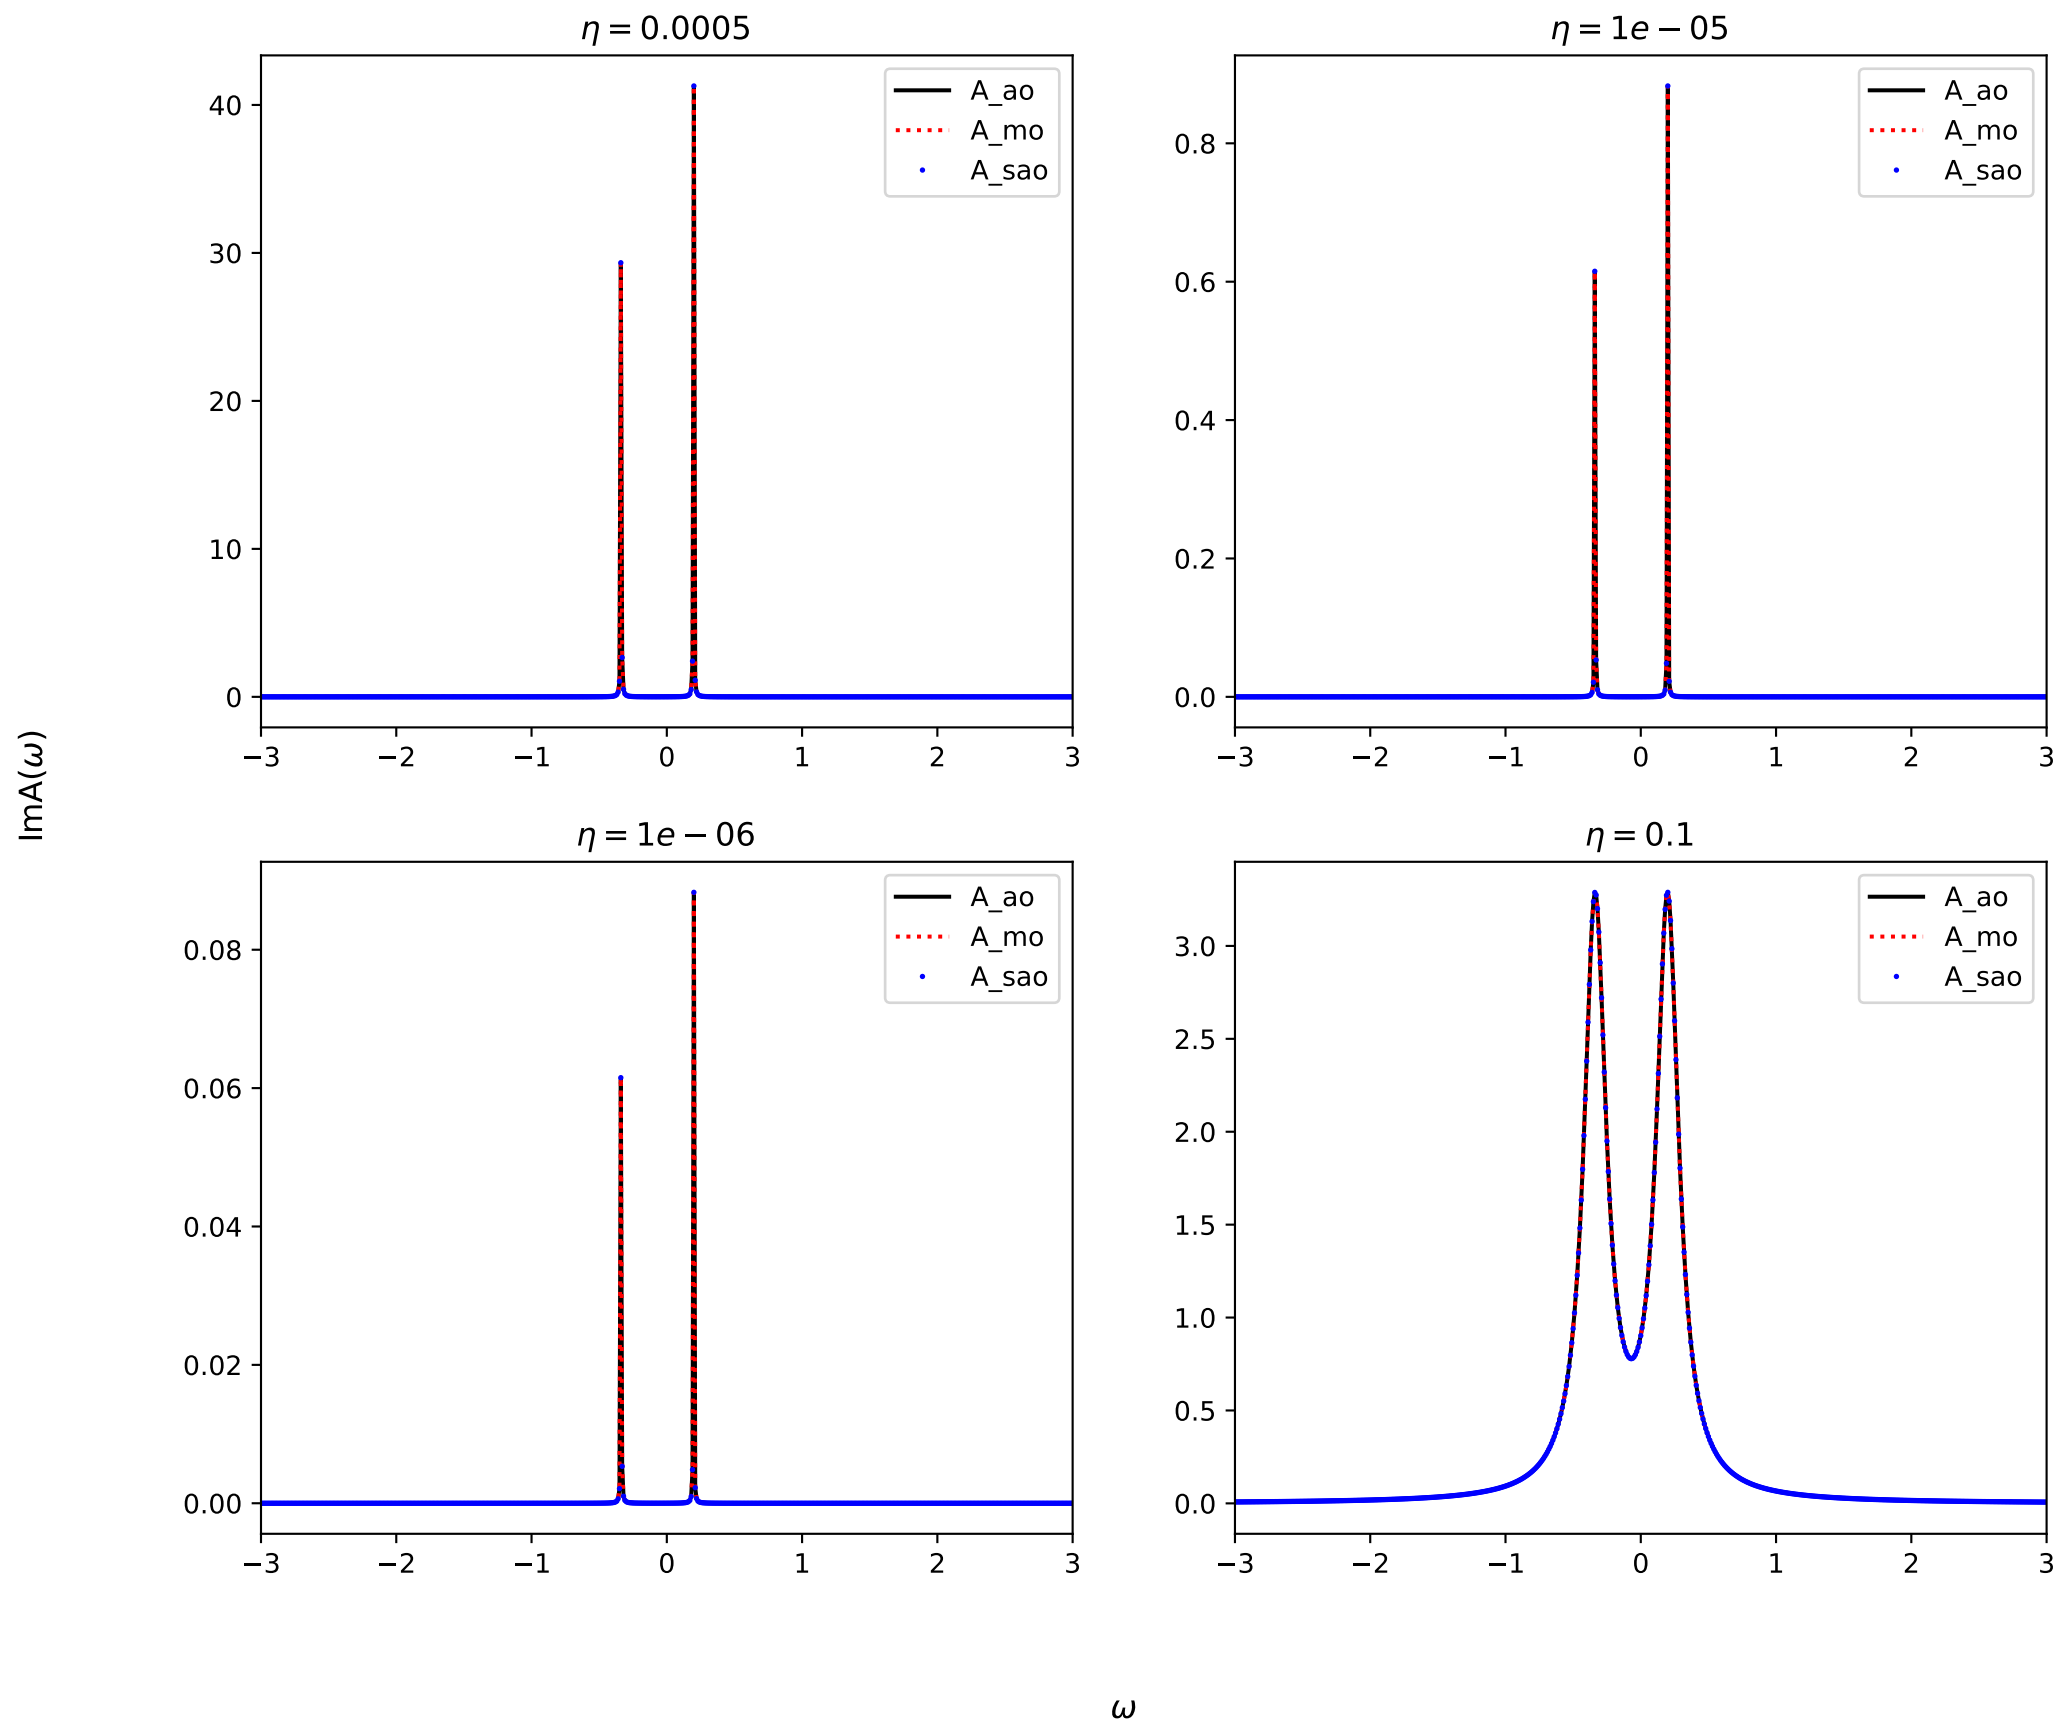 η = 0.0005
40
30
20
10
0
−3 −2 −1 0 1 2 3
A_ao
A_mo
A_sao
η = 1e − 05
0.8
0.6
0.4
0.2
0.0
−3 −2 −1 0 1 2 3
A_ao
A_mo
A_sao
ImA(ω)
η = 1e − 06
0.08
0.06
0.04
0.02
0.00
−3 −2 −1 0 1 2 3
A_ao
A_mo
A_sao
η = 0.1
3.0
2.5
2.0
1.5
1.0
0.5
0.0
−3 −2 −1 0 1 2 3
A_ao
A_mo
A_sao
ω